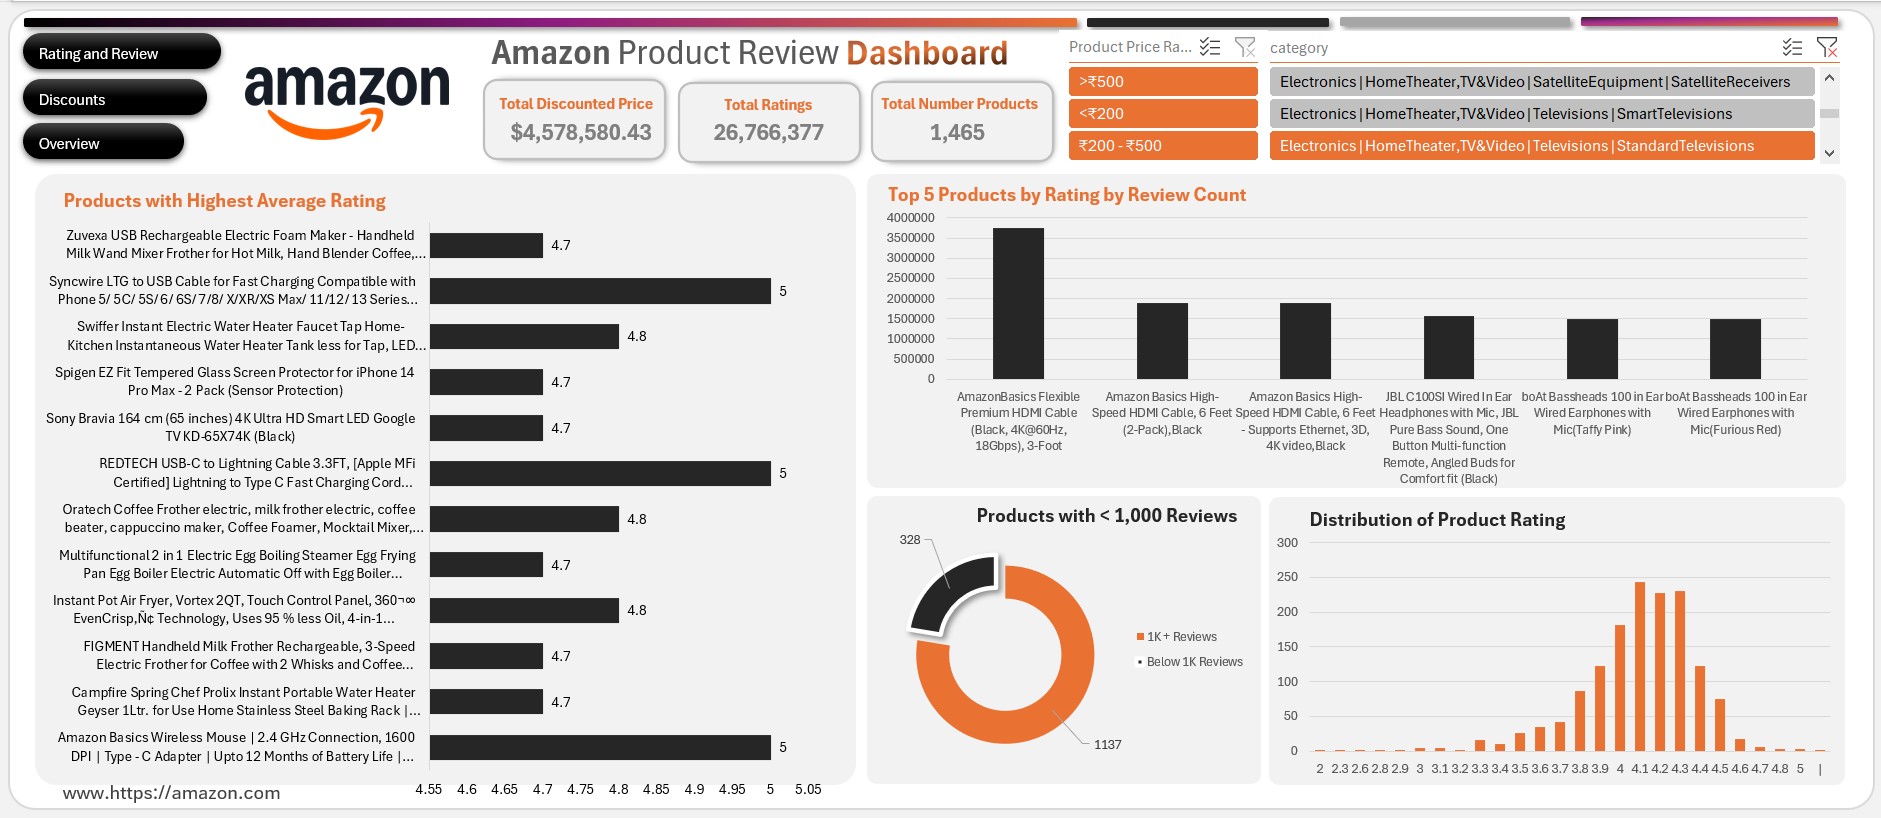 Rating and Review
Discounts
Overview
amazon
Amazon Product Review Dashboard
Total Discounted Price
$4,578,580.43
Total Ratings
26,766,377
Total Number Products
1,465
Product Price Ra...
>₹500
<₹200
₹200 - ₹500
category
Electronics|HomeTheater,TV&Video|SatelliteEquipment|SatelliteReceivers
Electronics|HomeTheater,TV&Video|Televisions|SmartTelevisions
Electronics|HomeTheater,TV&Video|Televisions|StandardTelevisions
Products with Highest Average Rating
Zuvexa USB Rechargeable Electric Foam Maker - Handheld
Milk Wand Mixer Frother for Hot Milk, Hand Blender Coffee,...
4.7
Syncwire LTG to USB Cable for Fast Charging Compatible with
Phone 5/ 5C/ 5S/ 6/ 6S/ 7/8/ X/XR/XS Max/ 11/12/ 13 Series...
5
Swiffer Instant Electric Water Heater Faucet Tap Home-
Kitchen Instantaneous Water Heater Tank less for Tap, LED...
4.8
Spigen EZ Fit Tempered Glass Screen Protector for iPhone 14
Pro Max - 2 Pack (Sensor Protection)
4.7
Sony Bravia 164 cm (65 inches) 4K Ultra HD Smart LED Google
TV KD-65X74K (Black)
4.7
REDTECH USB-C to Lightning Cable 3.3FT, [Apple MFi
Certified] Lightning to Type C Fast Charging Cord...
5
Oratech Coffee Frother electric, milk frother electric, coffee
beater, cappuccino maker, Coffee Foamer, Mocktail Mixer,...
4.8
Multifunctional 2 in 1 Electric Egg Boiling Steamer Egg Frying
Pan Egg Boiler Electric Automatic Off with Egg Boiler...
4.7
Instant Pot Air Fryer, Vortex 2QT, Touch Control Panel, 360¬∞
EvenCrisp‚Ñ¢ Technology, Uses 95 % less Oil, 4-in-1...
4.8
FIGMENT Handheld Milk Frother Rechargeable, 3-Speed
Electric Frother for Coffee with 2 Whisks and Coffee...
4.7
Campfire Spring Chef Prolix Instant Portable Water Heater
Geyser 1Ltr. for Use Home Stainless Steel Baking Rack |...
4.7
Amazon Basics Wireless Mouse | 2.4 GHz Connection, 1600
DPI | Type - C Adapter | Upto 12 Months of Battery Life |...
5
4.55 4.6 4.65 4.7 4.75 4.8 4.85 4.9 4.95 5 5.05
www.https://amazon.com
Top 5 Products by Rating by Review Count
4000000
3500000
3000000
2500000
2000000
1500000
1000000
500000
0
AmazonBasics Flexible
Premium HDMI Cable
(Black, 4K@60Hz,
18Gbps), 3-Foot
Amazon Basics High-
Speed HDMI Cable, 6 Feet
(2-Pack),Black
Amazon Basics High-
Speed HDMI Cable, 6 Feet
- Supports Ethernet, 3D,
4K video,Black
JBL C100SI Wired In Ear
Headphones with Mic, JBL
Pure Bass Sound, One
Button Multi-function
Remote, Angled Buds for
Comfort fit (Black)
boAt Bassheads 100 in Ear
Wired Earphones with
Mic(Taffy Pink)
boAt Bassheads 100 in Ear
Wired Earphones with
Mic(Furious Red)
Products with < 1,000 Reviews
328
1137
1K+ Reviews
Below 1K Reviews
Distribution of Product Rating
300
250
200
150
100
50
0
2 2.3 2.6 2.8 2.9 3 3.1 3.2 3.3 3.4 3.5 3.6 3.7 3.8 3.9 4 4.1 4.2 4.3 4.4 4.5 4.6 4.7 4.8 5 |